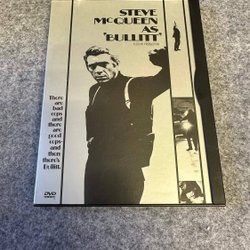 STEVE
McQUEEN
AS
'BULLITT'
There
are bad
cops
and
there
are
good
cops–
and
then
there's
Bullitt.
DVD